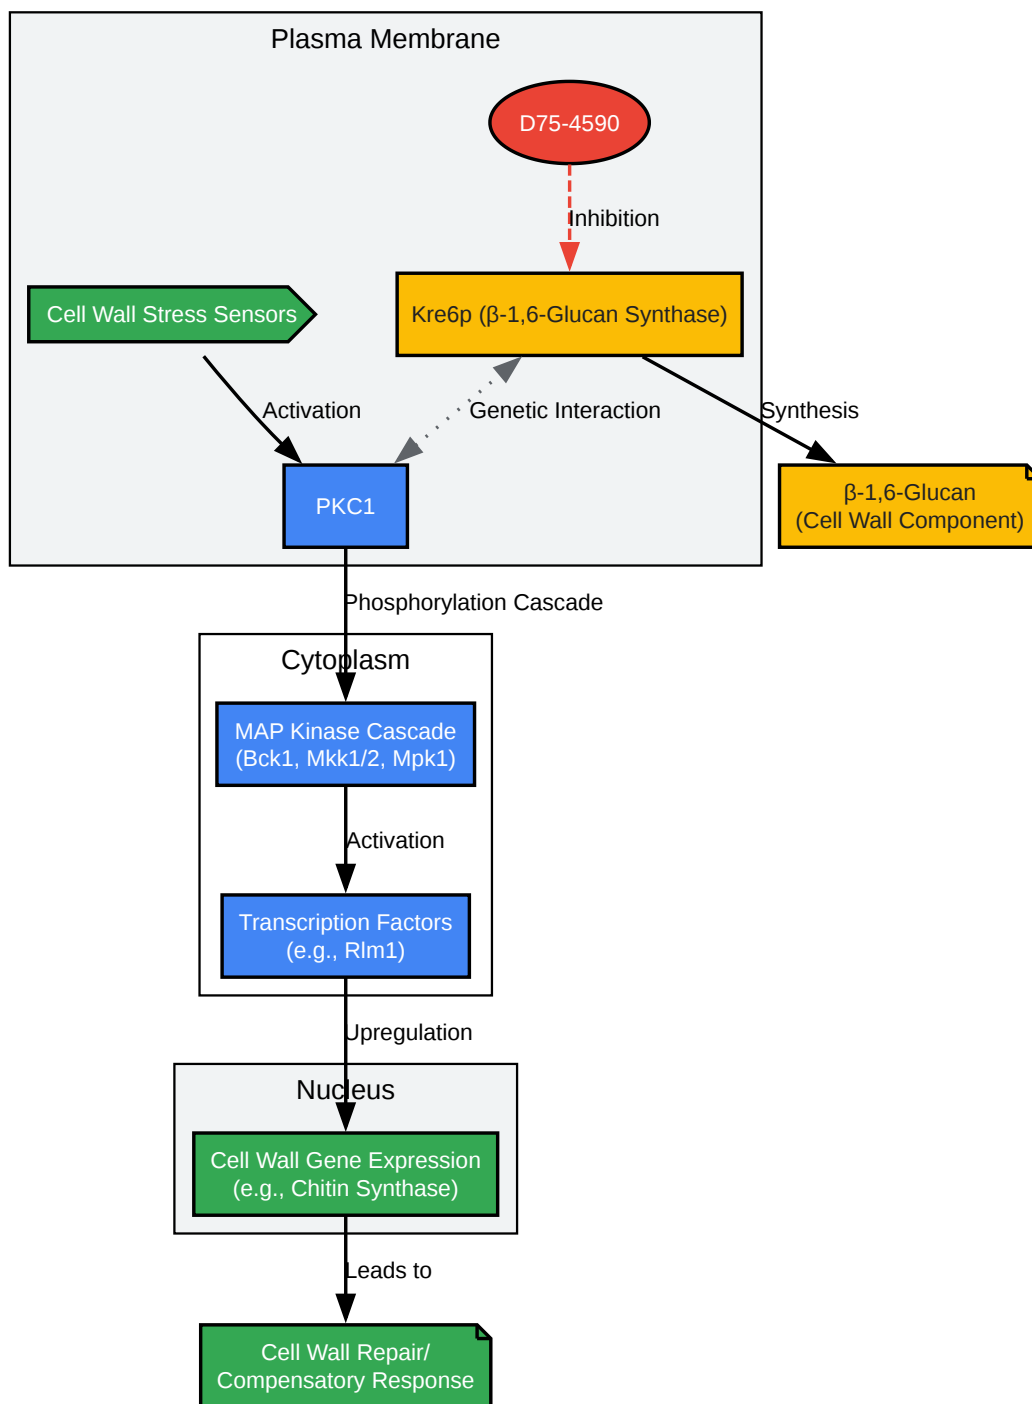 Plasma Membrane
D75-4590
Inhibition
Cell Wall Stress Sensors
Kre6p (β-1,6-Glucan Synthase)
Activation
Genetic Interaction
Synthesis
PKC1
β-1,6-Glucan
(Cell Wall Component)
Phosphorylation Cascade
Cytoplasm
MAP Kinase Cascade
(Bck1, Mkk1/2, Mpk1)
Activation
Transcription Factors
(e.g., Rlm1)
Upregulation
Nucleus
Cell Wall Gene Expression
(e.g., Chitin Synthase)
Leads to
Cell Wall Repair/
Compensatory Response